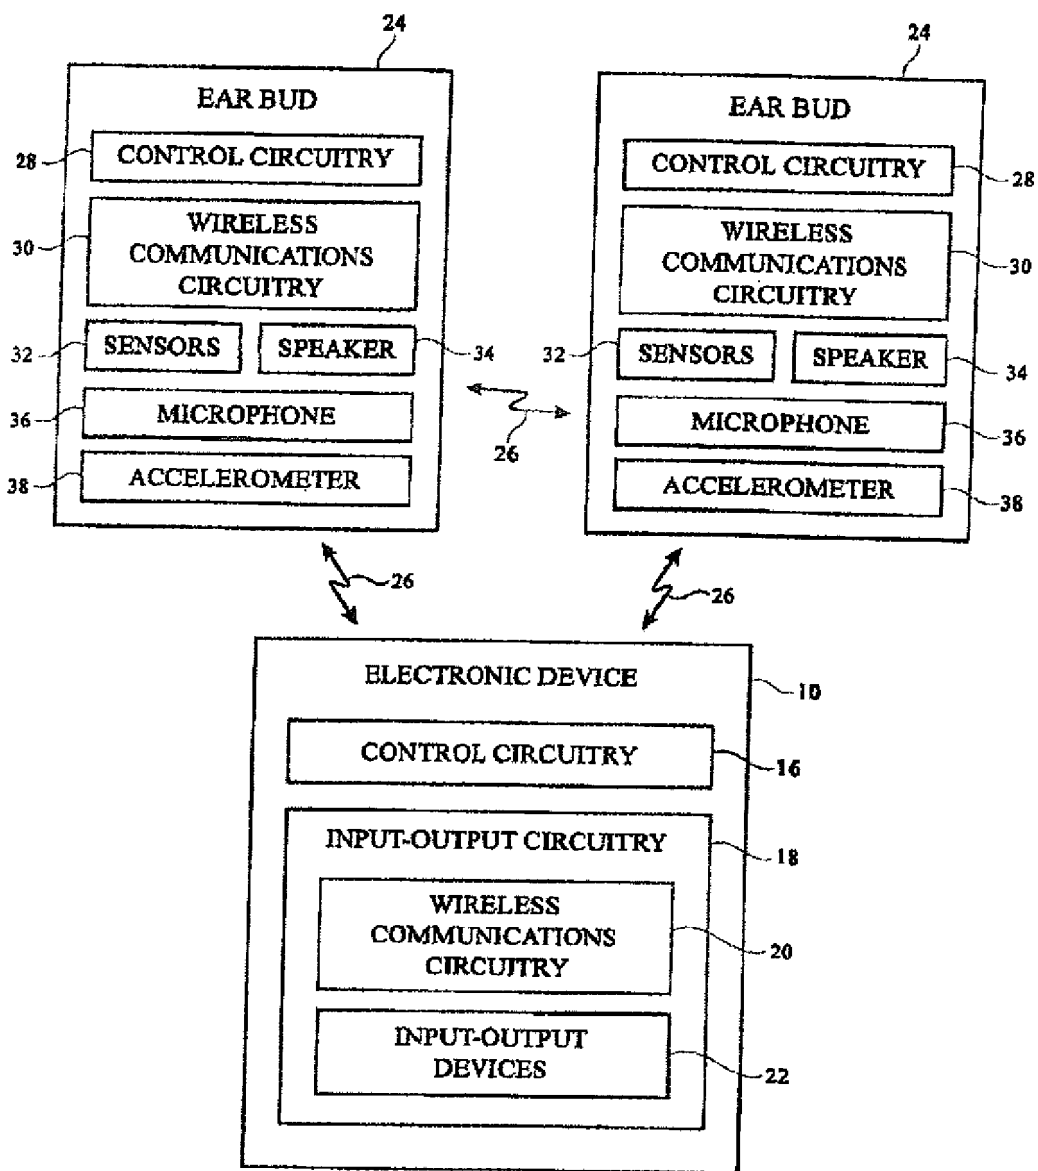 24
EAR BUD
28
CONTROL CIRCUITRY
30
WIRELESS
COMMUNICATIONS
CIRCUITRY
32
SENSORS
SPEAKER
34
36
MICROPHONE
38
ACCELEROMETER
24
EAR BUD
CONTROL CIRCUITRY
28
WIRELESS
COMMUNICATIONS
CIRCUITRY
30
32
SENSORS
SPEAKER
34
MICROPHONE
36
ACCELEROMETER
38
26
26
26
ELECTRONIC DEVICE
10
CONTROL CIRCUITRY
16
INPUT-OUTPUT CIRCUITRY
18
WIRELESS
COMMUNICATIONS
CIRCUITRY
20
INPUT-OUTPUT
DEVICES
22